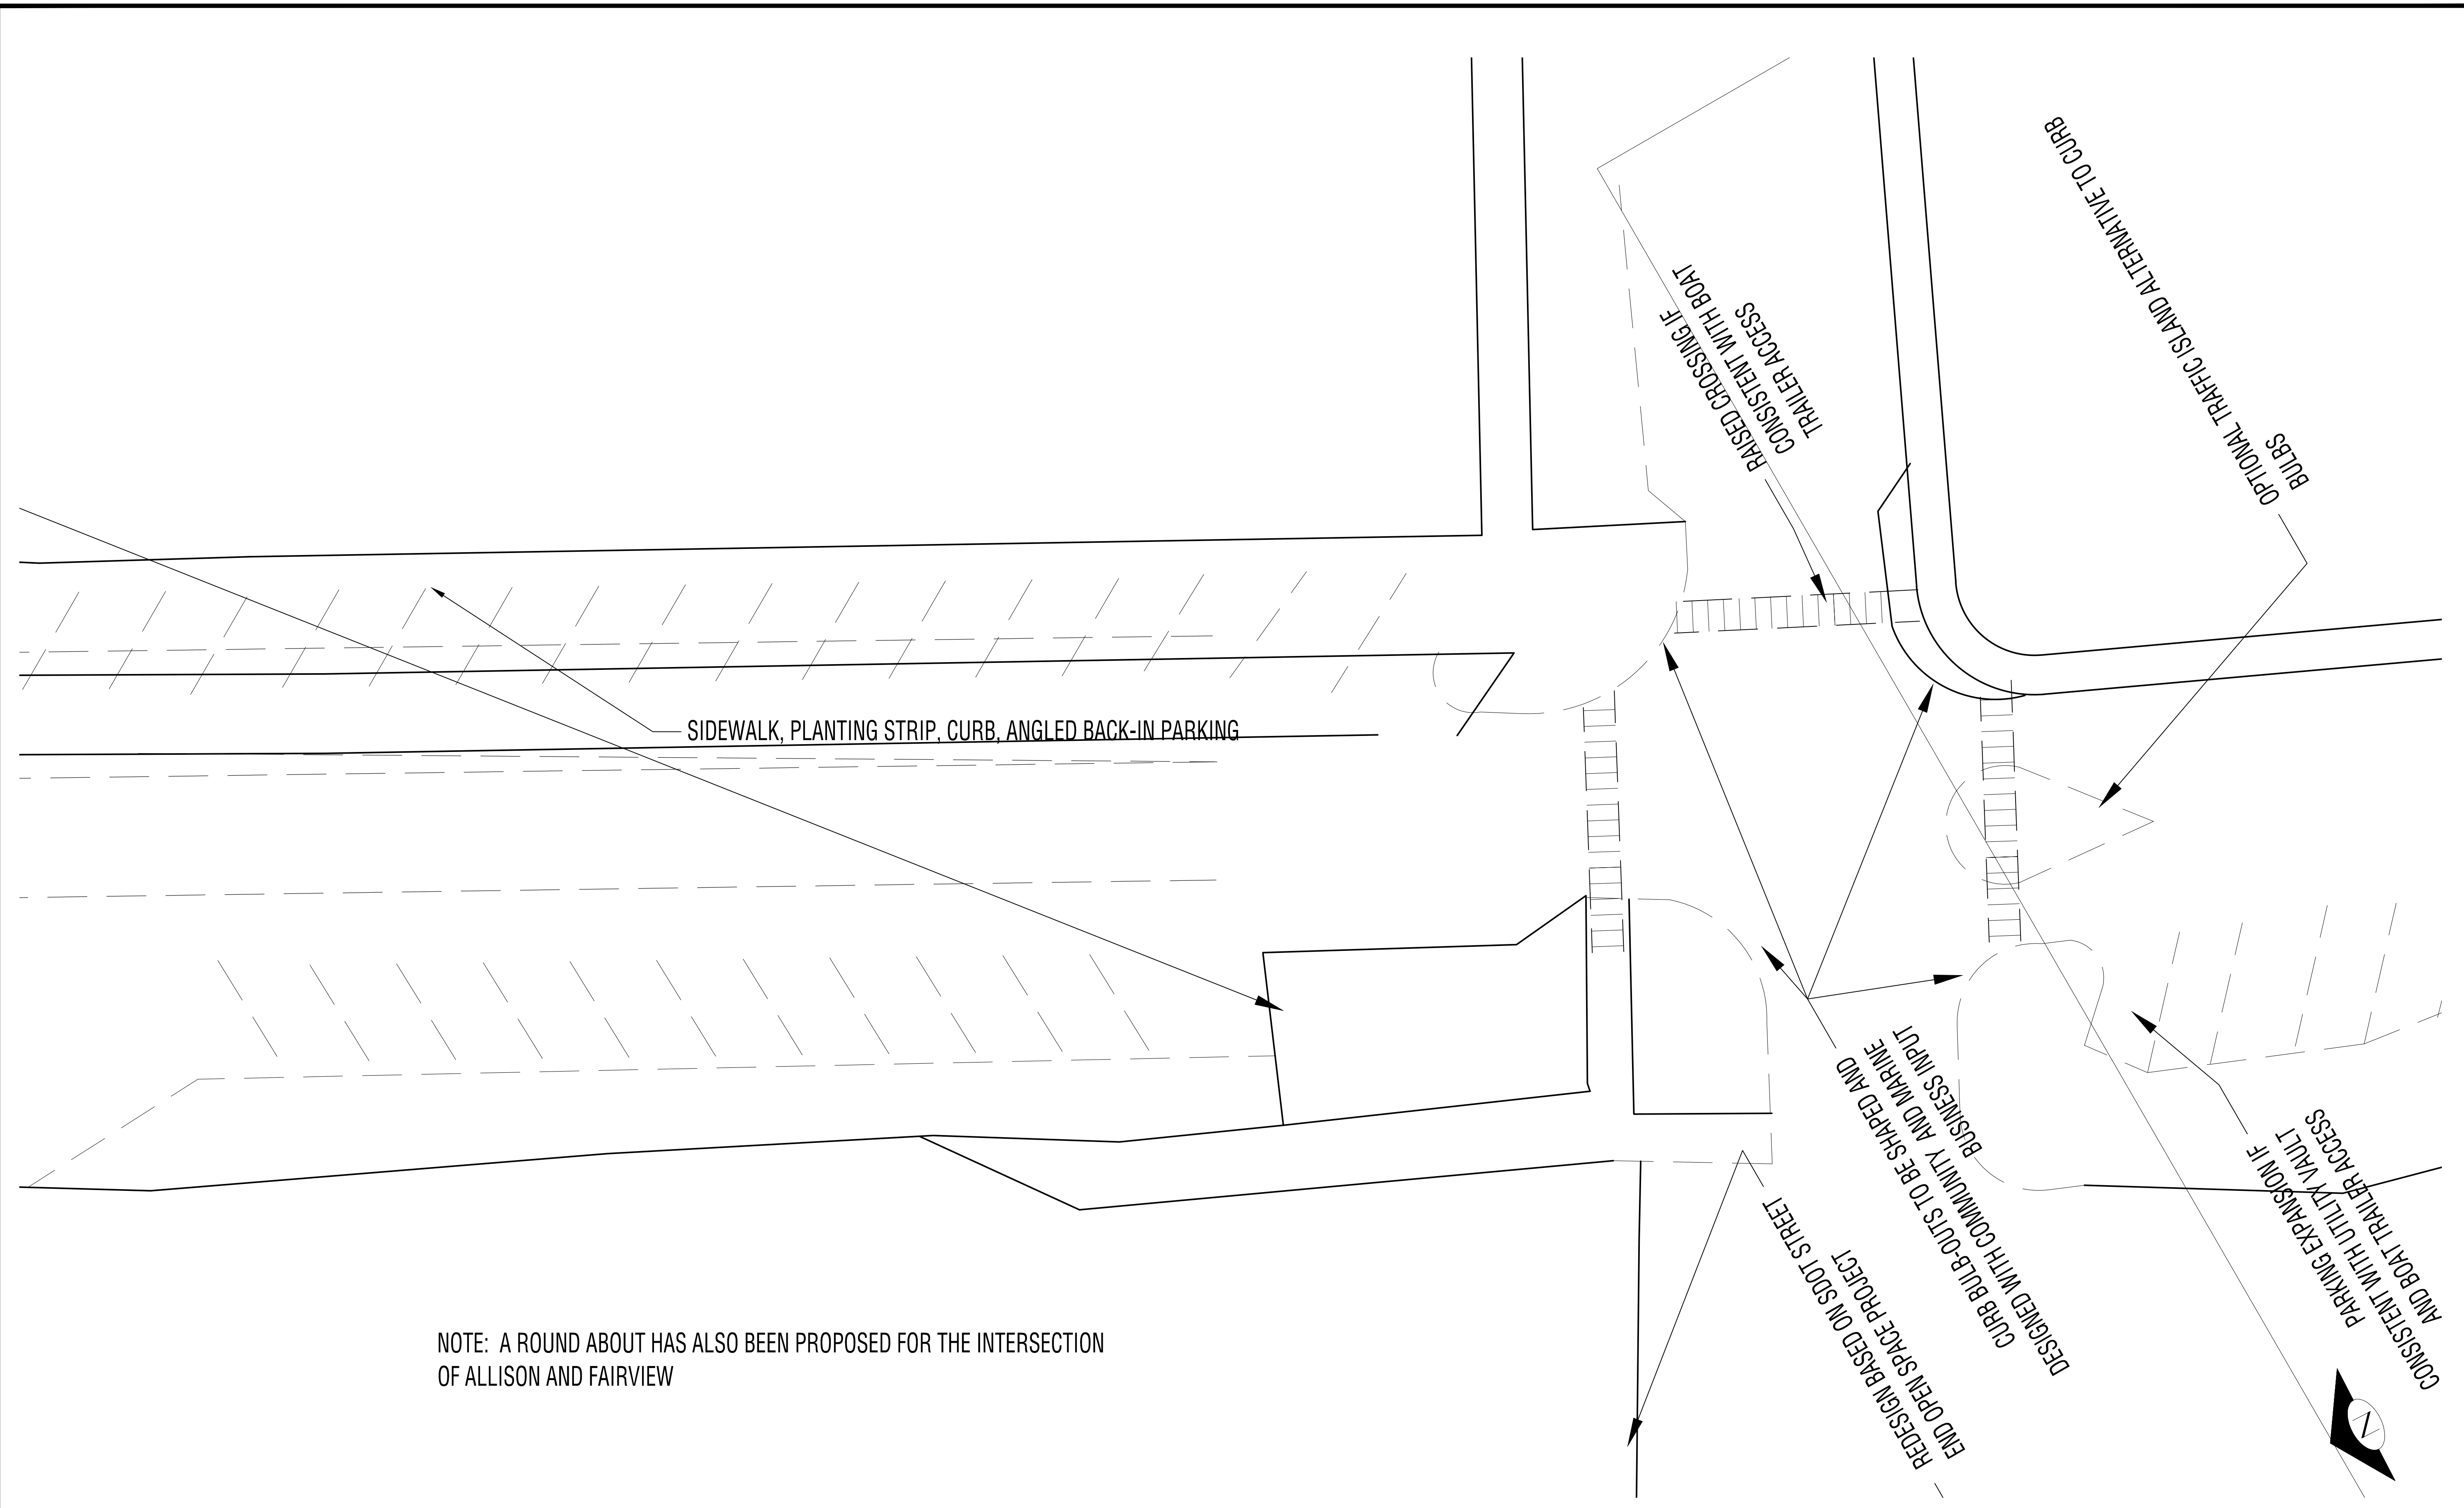 OPTIONAL TRAFFIC ISLAND ALTERNATIVE TO CURB
BULBS
RAISED CROSSING IF
CONSISTENT WITH BOAT
TRAILER ACCESS
SIDEWALK, PLANTING STRIP, CURB, ANGLED BACK-IN PARKING
CURB BULB-OUTS TO BE SHAPED AND
DESIGNED WITH COMMUNITY AND MARINE
BUSINESS INPUT
PARKING EXPANSION IF
CONSISTENT WITH UTILITY VAULT
AND BOAT TRAILER ACCESS
REDESIGN BASED ON SDOT STREET
END OPEN SPACE PROJECT
NOTE: A ROUND ABOUT HAS ALSO BEEN PROPOSED FOR THE INTERSECTION
OF ALLISON AND FAIRVIEW
N